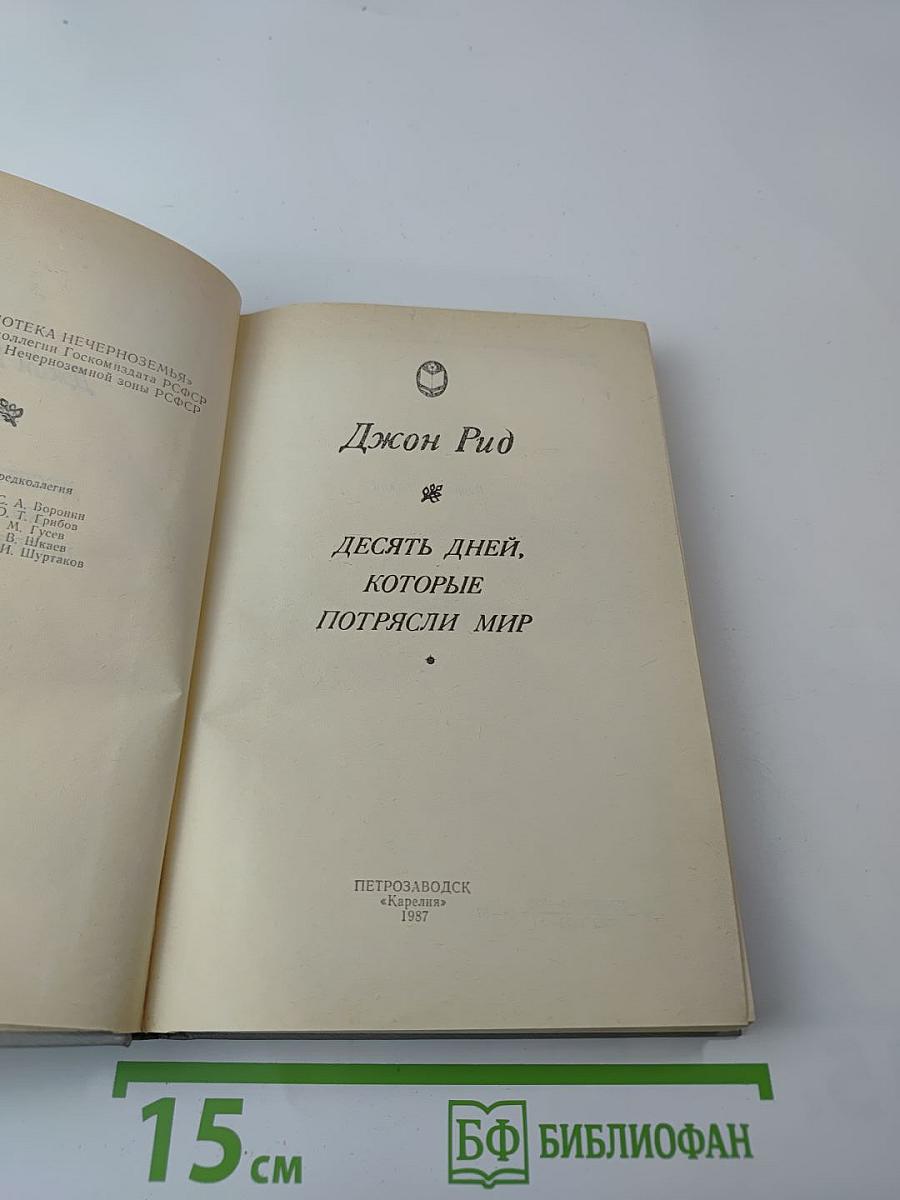 ОТЕКА НЕЧЕРНОЗЕМЬЯ»
коллегии Госкомиздата РСФСР
Нечерноземной зоны РСФСР
редколлегия
С. А. Воронин
О. Т. Грибов
М. Гусев
В. Шкаев
И. Шуртаков
Джон Рид
ДЕСЯТЬ ДНЕЙ,
КОТОРЫЕ
ПОТРЯСЛИ МИР
ПЕТРОЗАВОДСК
«Карелия»
1987
15 см
БФ БИБЛИОФАН